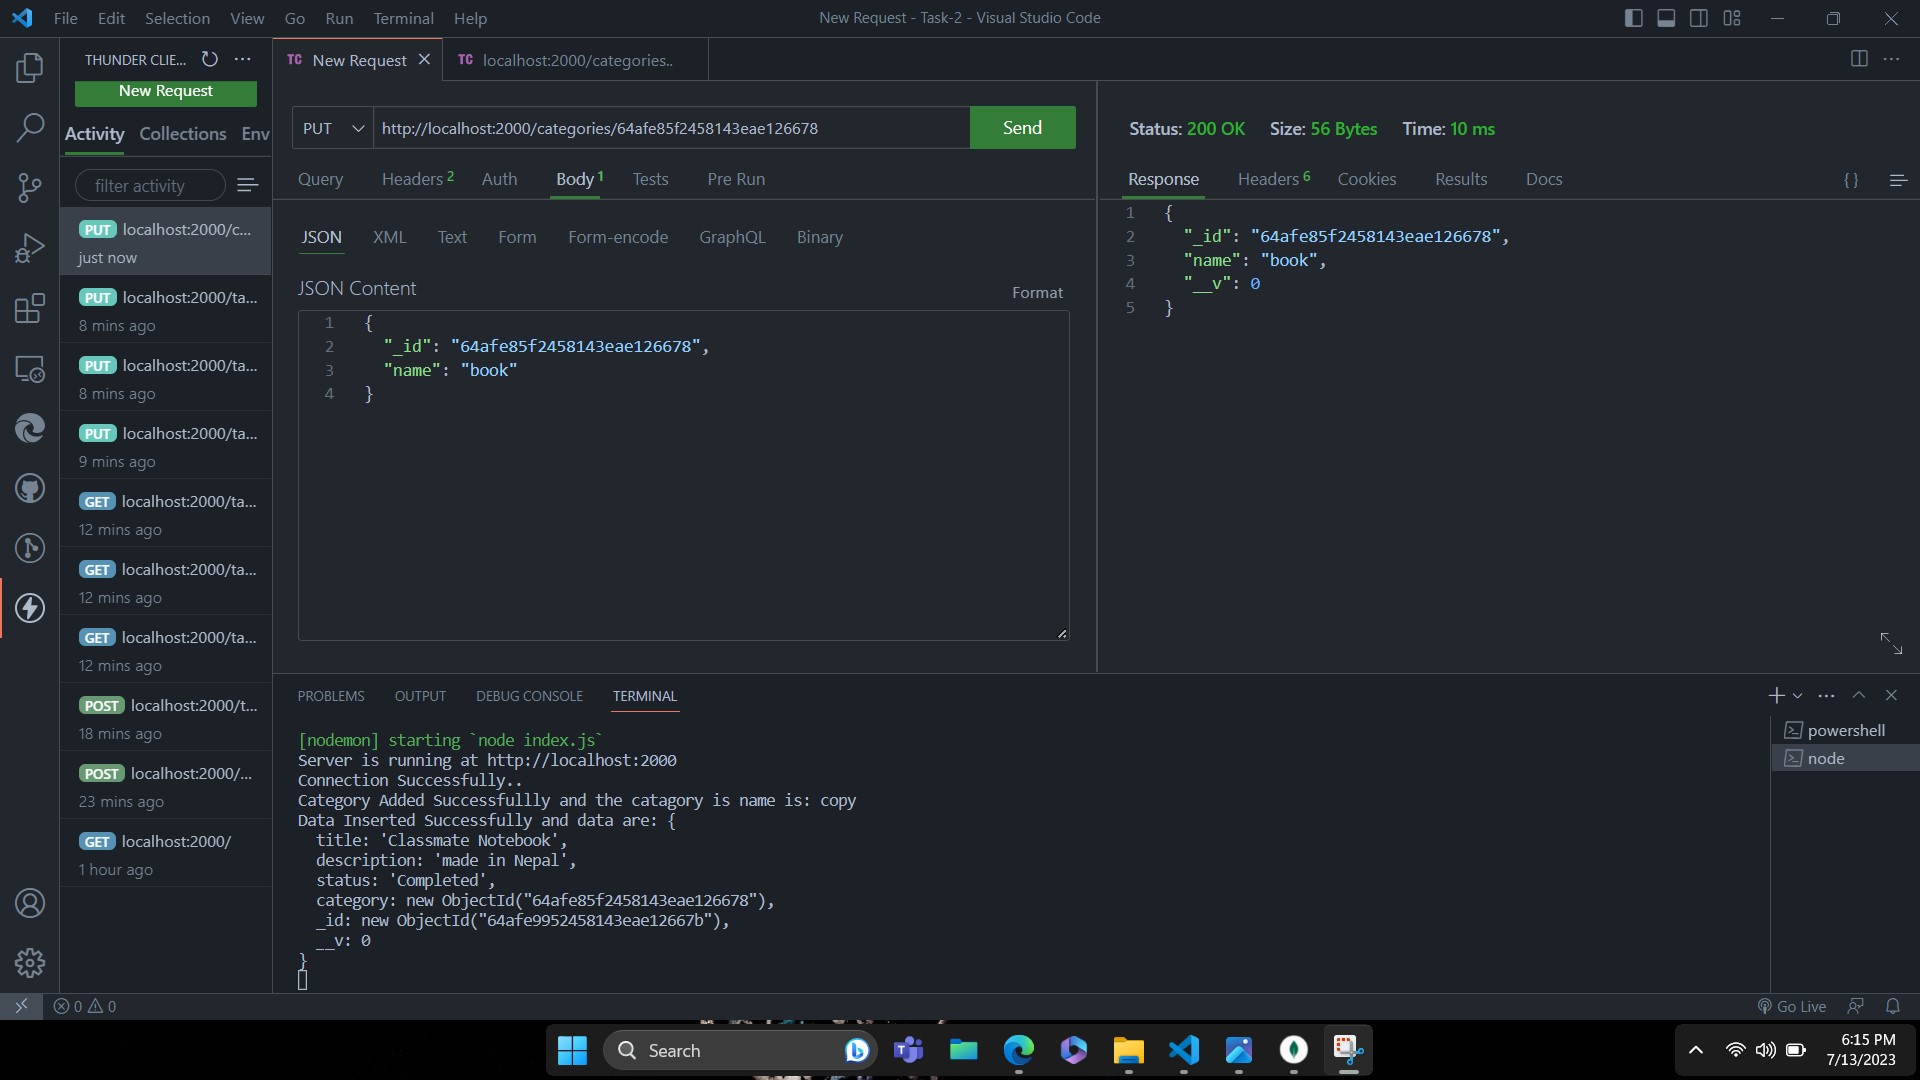 File Edit Selection View Go Run Terminal Help
New Request - Task-2 - Visual Studio Code
THUNDER CLIE...
New Request
Activity Collections Env
filter activity
PUT localhost:2000/c...
just now
PUT localhost:2000/ta...
8 mins ago
PUT localhost:2000/ta...
8 mins ago
PUT localhost:2000/ta...
9 mins ago
GET localhost:2000/ta...
12 mins ago
GET localhost:2000/ta...
12 mins ago
GET localhost:2000/ta...
12 mins ago
POST localhost:2000/t...
18 mins ago
POST localhost:2000/...
23 mins ago
GET localhost:2000/
1 hour ago
TC New Request
TC localhost:2000/categories..
PUT http://localhost:2000/categories/64afe85f2458143eae126678 Send
Query Headers 2 Auth Body 1 Tests Pre Run
JSON XML Text Form Form-encode GraphQL Binary
JSON Content
Format
1 {
2 "_id": "64afe85f2458143eae126678",
3 "name": "book"
4 }
Status: 200 OK Size: 56 Bytes Time: 10 ms
Response Headers 6 Cookies Results Docs { }
1 {
2 "_id": "64afe85f2458143eae126678",
3 "name": "book",
4 "__v": 0
5 }
PROBLEMS OUTPUT DEBUG CONSOLE TERMINAL
[nodemon] starting `node index.js`
Server is running at http://localhost:2000
Connection Successfully..
Category Added Successfullly and the catagory is name is: copy
Data Inserted Successfully and data are: {
title: 'Classmate Notebook',
description: 'made in Nepal',
status: 'Completed',
category: new ObjectId("64afe85f2458143eae126678"),
_id: new ObjectId("64afe9952458143eae12667b"),
__v: 0
}
powershell
node
0 0
Go Live
Search
6:15 PM
7/13/2023